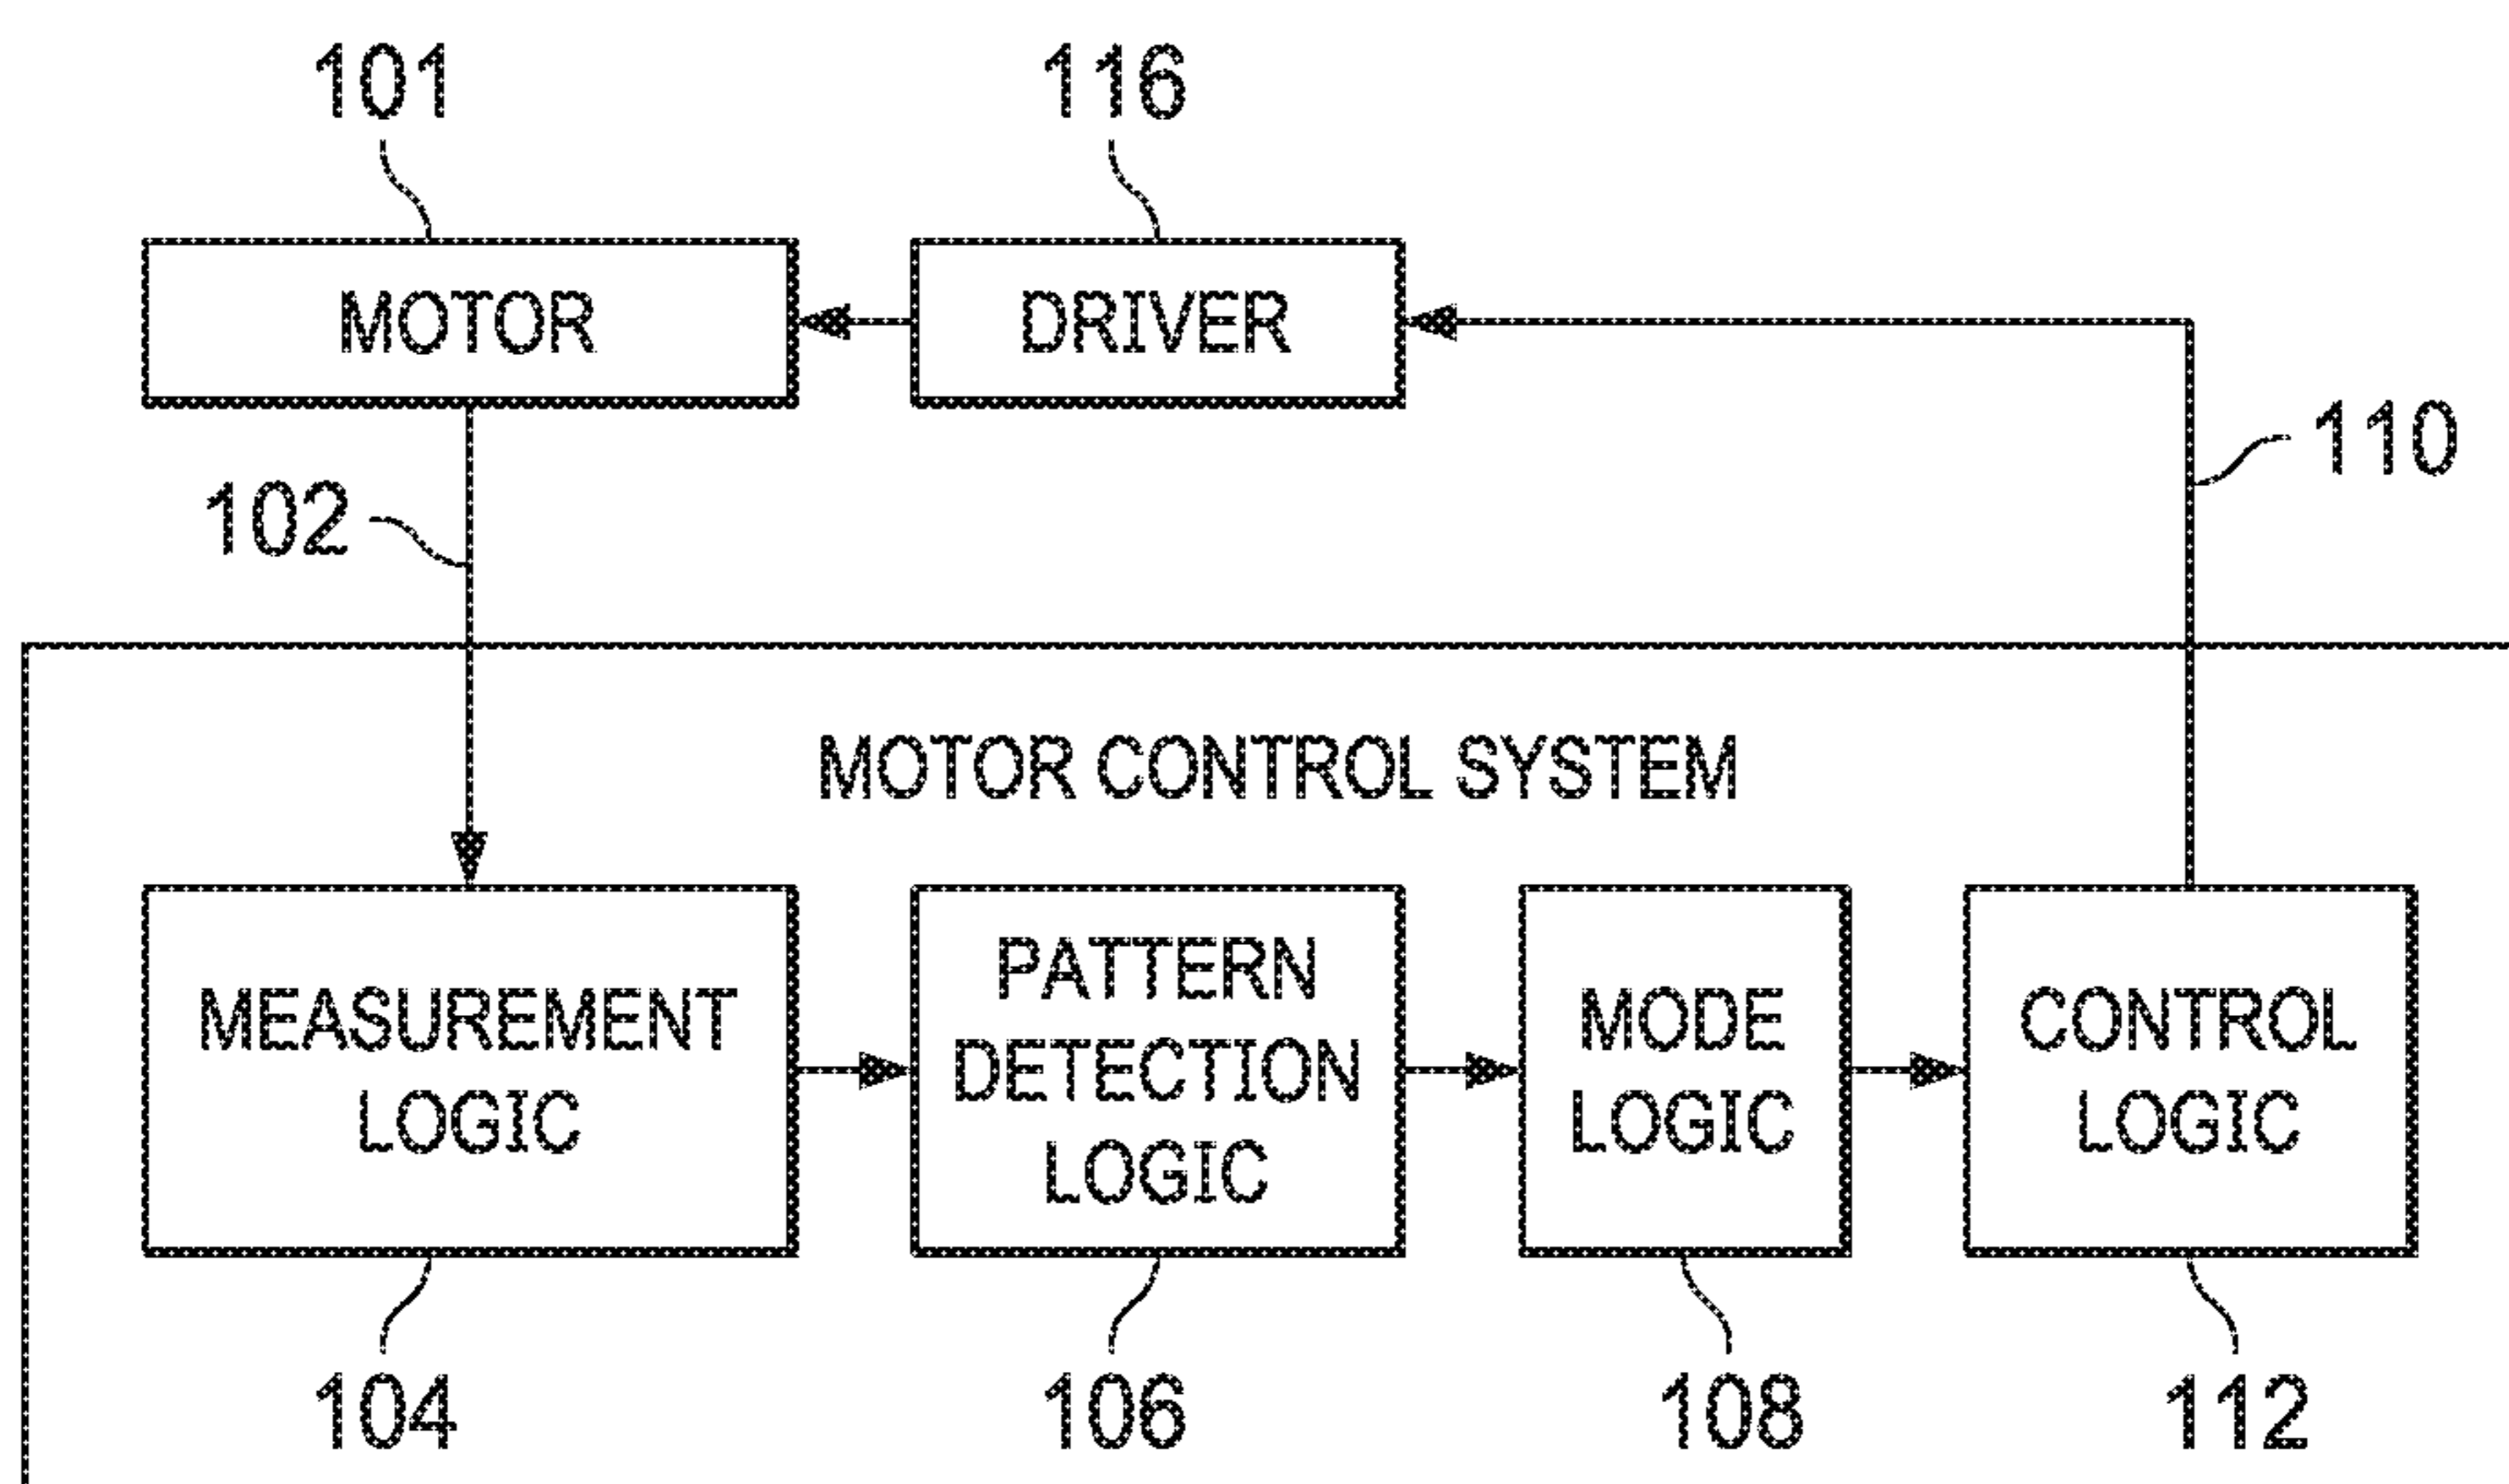 101
116
MOTOR
DRIVER
110
102
MOTOR CONTROL SYSTEM
MEASUREMENT
LOGIC
PATTERN
DETECTION
LOGIC
MODE
LOGIC
CONTROL
LOGIC
104
106
108
112